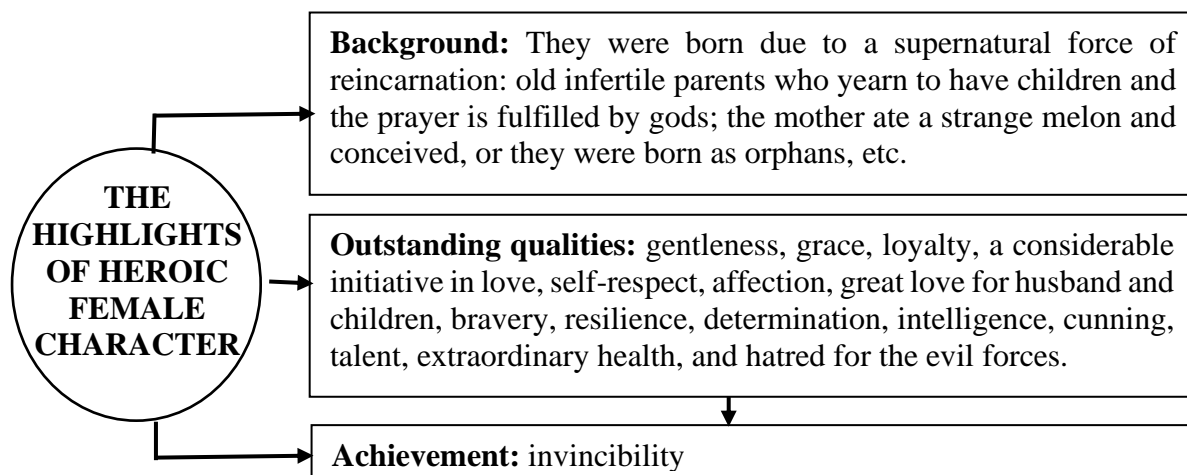 THE
HIGHLIGHTS
OF HEROIC
FEMALE
CHARACTER
Background: They were born due to a supernatural force of
reincarnation: old infertile parents who yearn to have children and
the prayer is fulfilled by gods; the mother ate a strange melon and
conceived, or they were born as orphans, etc.
Outstanding qualities: gentleness, grace, loyalty, a considerable
initiative in love, self-respect, affection, great love for husband and
children, bravery, resilience, determination, intelligence, cunning,
talent, extraordinary health, and hatred for the evil forces.
Achievement: invincibility